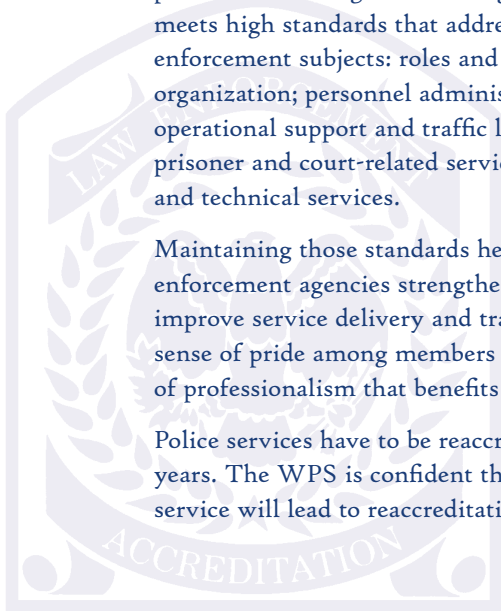 meets high standards that addre
enforcement subjects: roles and
organization; personnel adminis
operational support and traffic l
prisoner and court-related servic
and technical services.
Maintaining those standards he
enforcement agencies strengthe
improve service delivery and tra
sense of pride among members
of professionalism that benefits
Police services have to be reaccr
years. The WPS is confident th
service will lead to reaccreditati
LAW ENFORCEMENT
ACCREDITATION